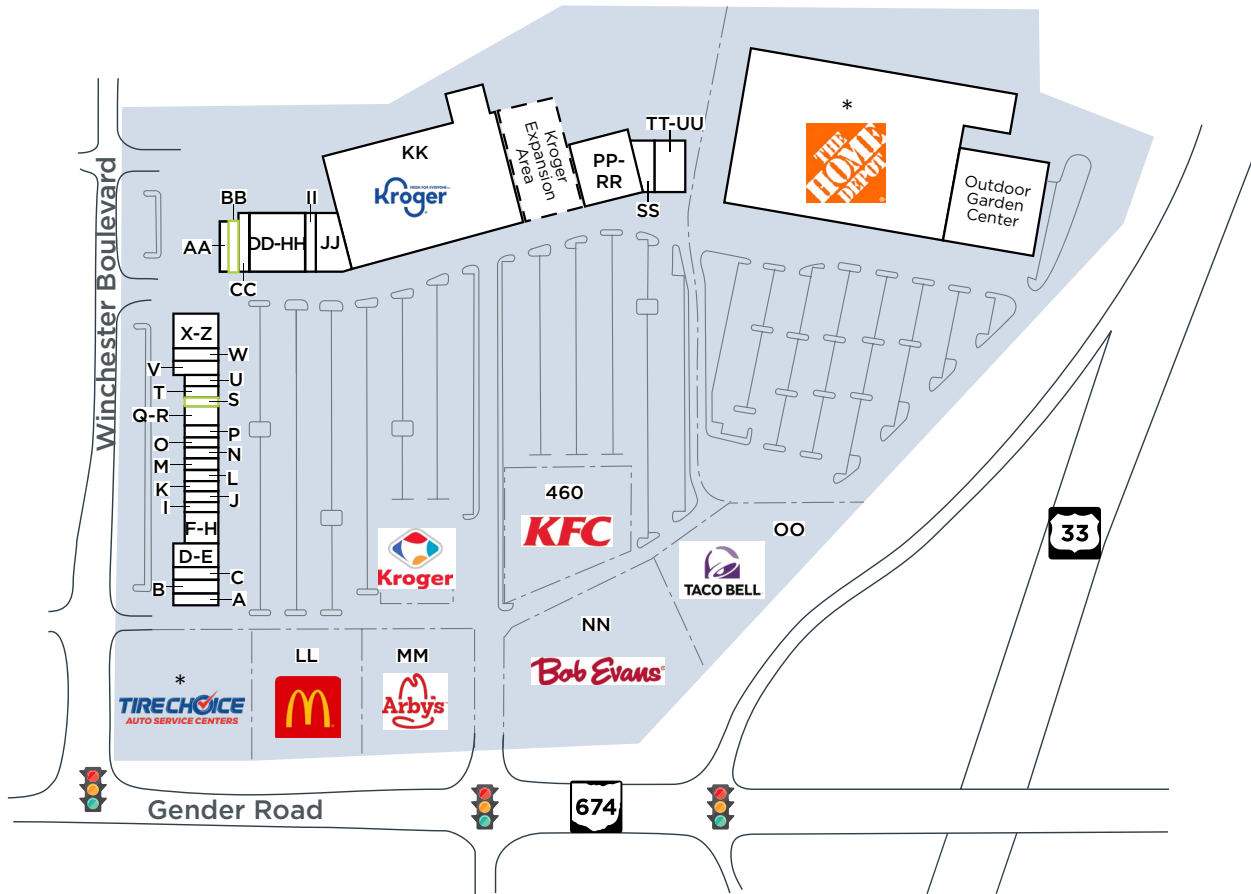 TT-UU
*
THE
HOME
DEPOT
KK
Kroger
Kroger
Expansion
Area
PP-
RR
SS
Outdoor
Garden
Center
BB
II
AA
DD-HH
JJ
CC
Winchester Boulevard
X-Z
W
V
U
T
S
Q-R
P
O
N
M
L
K
J
I
F-H
D-E
C
B
A
460
KFC
Kroger
OO
TACO BELL
33
NN
Bob Evans
LL
MM
Arby's
*
TIRE CHOICE
AUTO SERVICE CENTERS
674
Gender Road